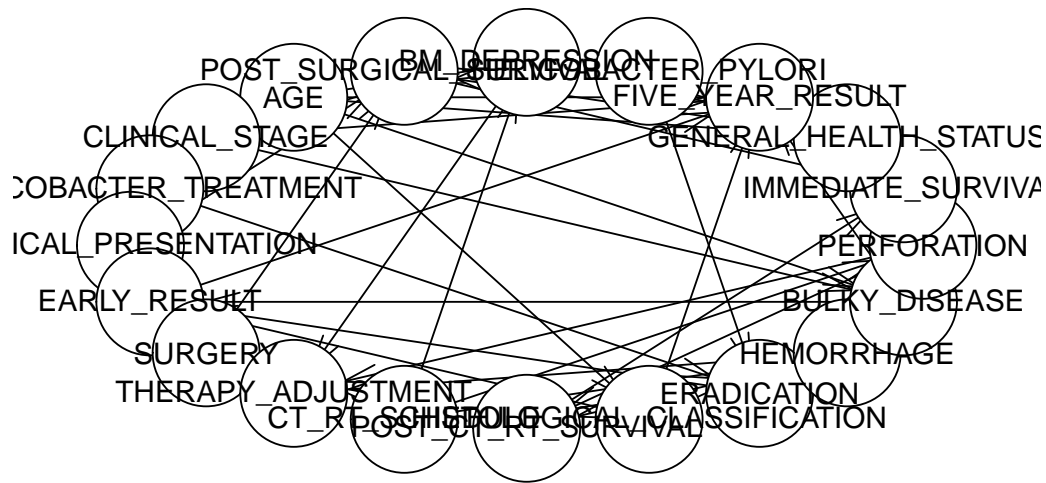 BM_DEPRESSION
POST_SURGICAL_SURVIVAL
HELICOBACTER_PYLORI
AGE
FIVE_YEAR_RESULT
CLINICAL_STAGE
GENERAL_HEALTH_STATUS
COBACTER_TREATMENT
IMMEDIATE_SURVIVA
ICAL_PRESENTATION
PERFORATION
EARLY_RESULT
BULKY_DISEASE
SURGERY
HEMORRHAGE
THERAPY_ADJUSTMENT
ERADICATION
CT_RT_SCHEDULE
HISTOLOGICAL_CLASSIFICATION
POST_CT_RT_SURVIVAL